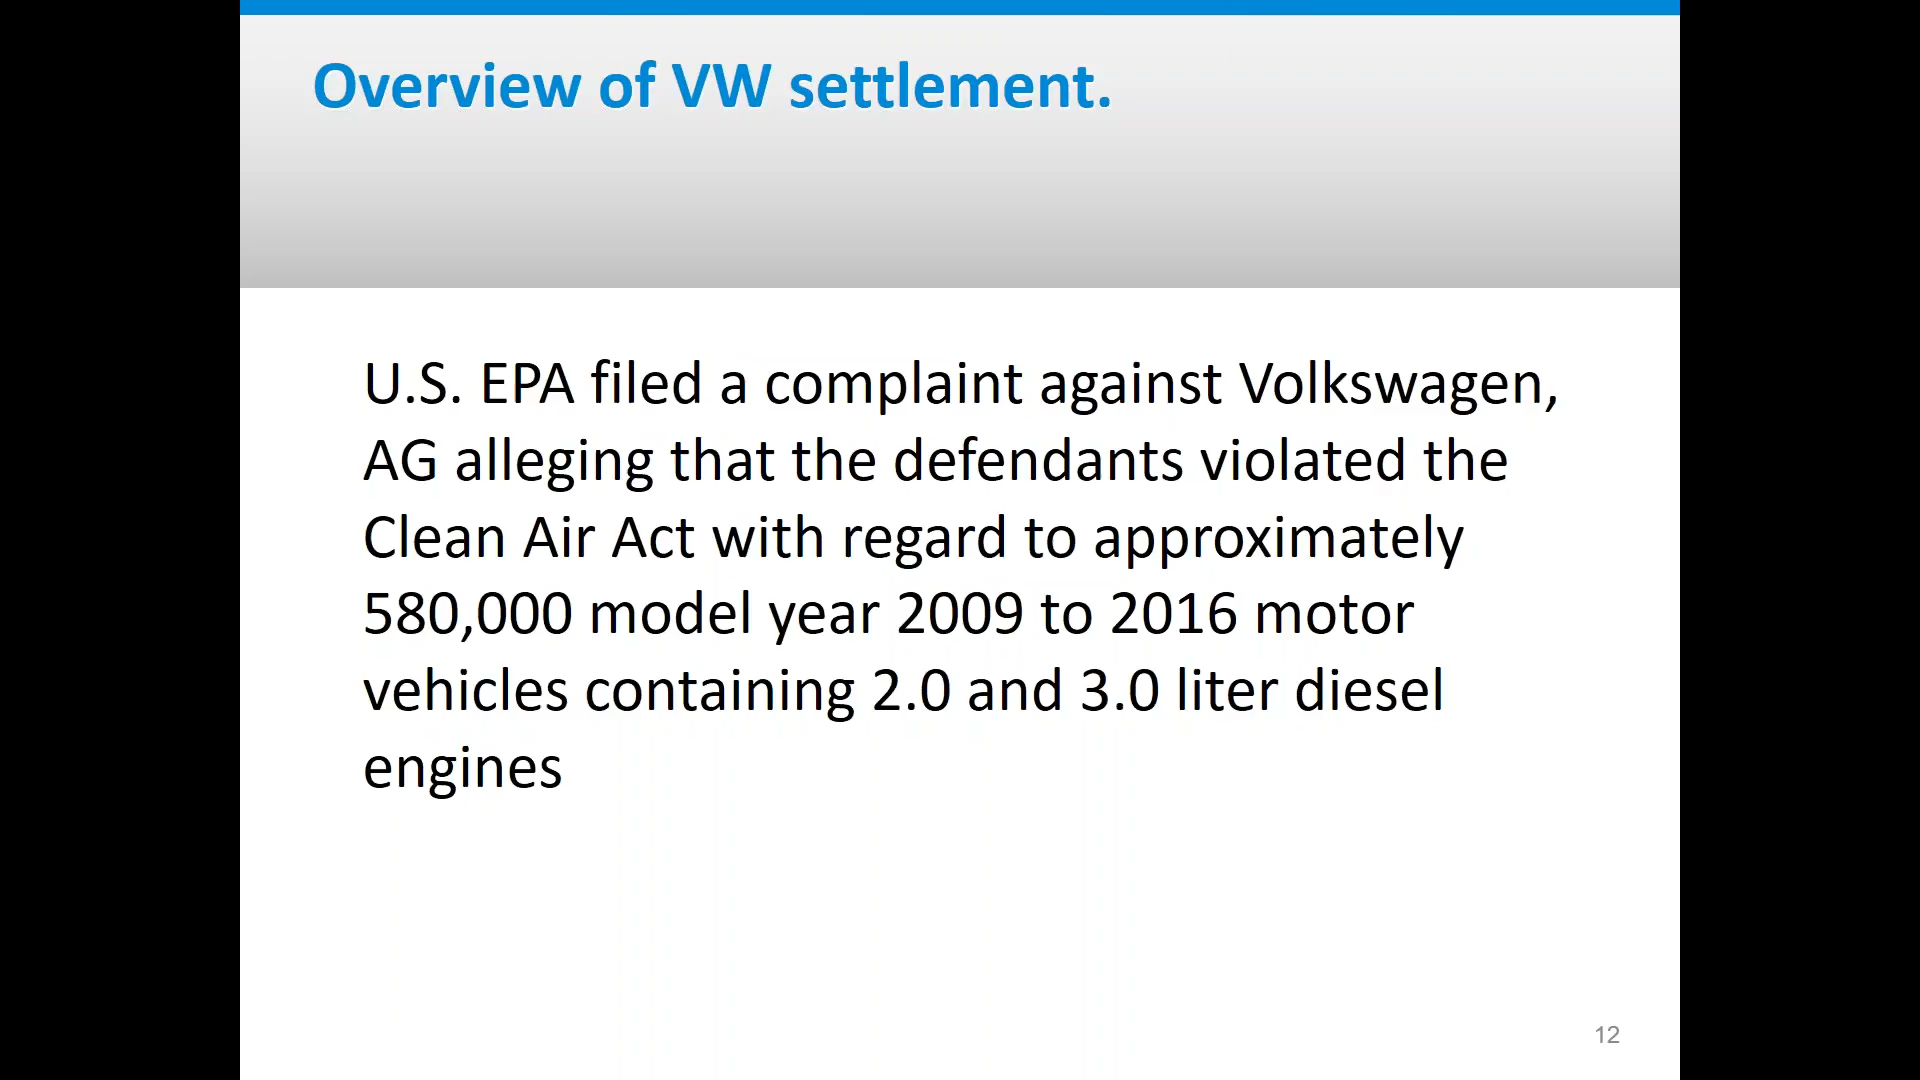 Overview of VW settlement.
U.S. EPA filed a complaint against Volkswagen,
AG alleging that the defendants violated the
Clean Air Act with regard to approximately
580,000 model year 2009 to 2016 motor
vehicles containing 2.0 and 3.0 liter diesel
engines
12